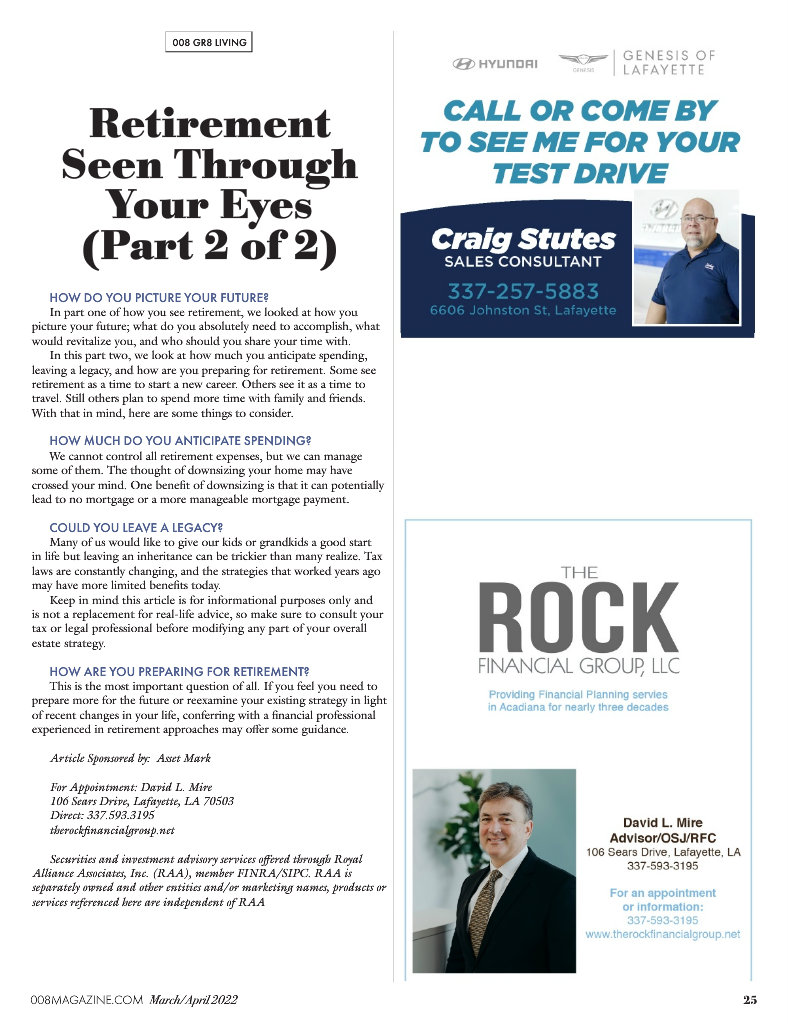 008 GR8 LIVING
Retirement
Seen Through
Your Eyes
(Part 2 of 2)
HOW DO YOU PICTURE YOUR FUTURE?
In part one of how you see retirement, we looked at how you
picture your future; what do you absolutely need to accomplish, what
would revitalize you, and who should you share your time with.
In this part two, we look at how much you anticipate spending,
leaving a legacy, and how are you preparing for retirement. Some see
retirement as a time to start a new career. Others see it as a time to
travel. Still others plan to spend more time with family and friends.
With that in mind, here are some things to consider.
HOW MUCH DO YOU ANTICIPATE SPENDING?
We cannot control all retirement expenses, but we can manage
some of them. The thought of downsizing your home may have
crossed your mind. One benefit of downsizing is that it can potentially
lead to no mortgage or a more manageable mortgage payment.
COULD YOU LEAVE A LEGACY?
Many of us would like to give our kids or grandkids a good start
in life but leaving an inheritance can be trickier than many realize. Tax
laws are constantly changing, and the strategies that worked years ago
may have more limited benefits today.
Keep in mind this article is for informational purposes only and
is not a replacement for real-life advice, so make sure to consult your
tax or legal professional before modifying any part of your overall
estate strategy.
HOW ARE YOU PREPARING FOR RETIREMENT?
This is the most important question of all. If you feel you need to
prepare more for the future or reexamine your existing strategy in light
of recent changes in your life, conferring with a financial professional
experienced in retirement approaches may offer some guidance.
Article Sponsored by: Asset Mark
For Appointment: David L. Mire
106 Sears Drive, Lafayette, LA 70503
Direct: 337.593.3195
therockfinancialgroup.net
Securities and investment advisory services offered through Royal
Alliance Associates, Inc. (RAA), member FINRA/SIPC. RAA is
separately owned and other entities and/or marketing names, products or
services referenced here are independent of RAA
HYUNDAI
GENESIS
GENESIS OF
LAFAYETTE
CALL OR COME BY
TO SEE ME FOR YOUR
TEST DRIVE
Craig Stutes
SALES CONSULTANT
337-257-5883
6606 Johnston St, Lafayette
THE
ROCK
FINANCIAL GROUP, LLC
Providing Financial Planning servies
in Acadiana for nearly three decades
David L. Mire
Advisor/OSJ/RFC
106 Sears Drive, Lafayette, LA
337-593-3195
For an appointment
or information:
337-593-3195
www.therockfinancialgroup.net
008MAGAZINE.COM March/April 2022
25